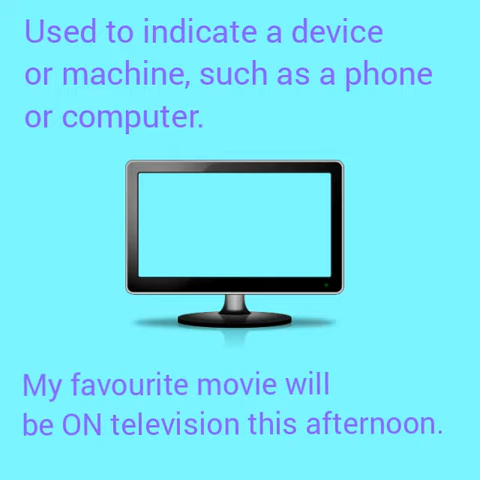 Used to indicate a device
or machine, such as a phone
or computer.
My favourite movie will
be ON television this afternoon.